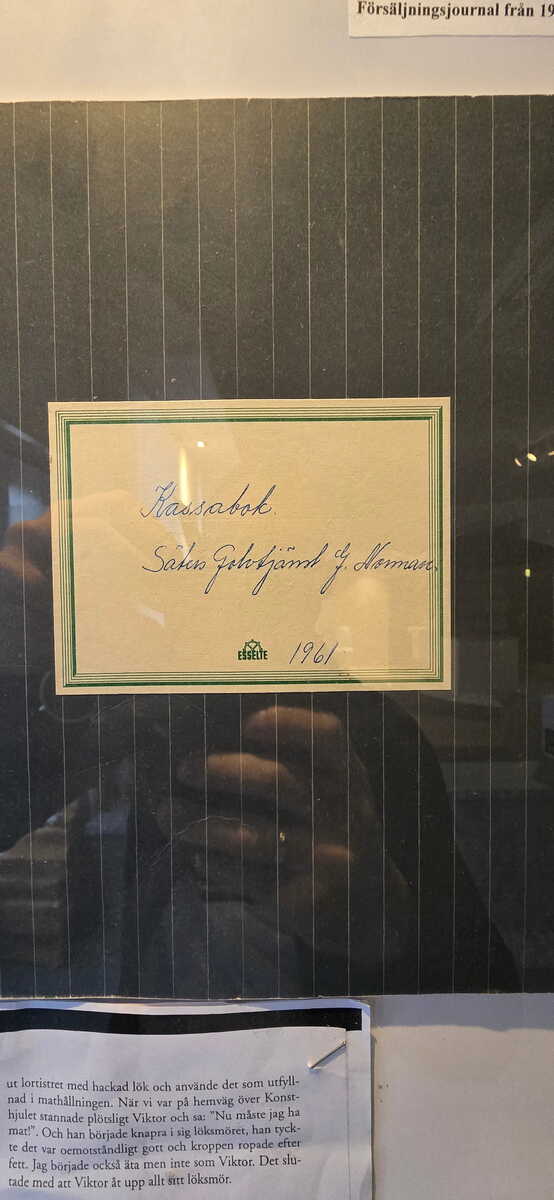 Försäljningsjournal från 19
Kassabok.
Säters Golvtjänst G. Norman.
ESSELTE
1961
ut lortistret med hackad lök och använde det som utfyll-
nad i mathållningen. När vi var på hemväg över Konst-
hjulet stannade plötsligt Viktor och sa: "Nu måste jag ha
mat!". Och han började knapra i sig löksmöret, han tyck-
te det var oemotståndligt gott och kroppen ropade efter
fett. Jag började också äta men inte som Viktor. Det slu-
tade med att Viktor åt upp allt sitt löksmör.